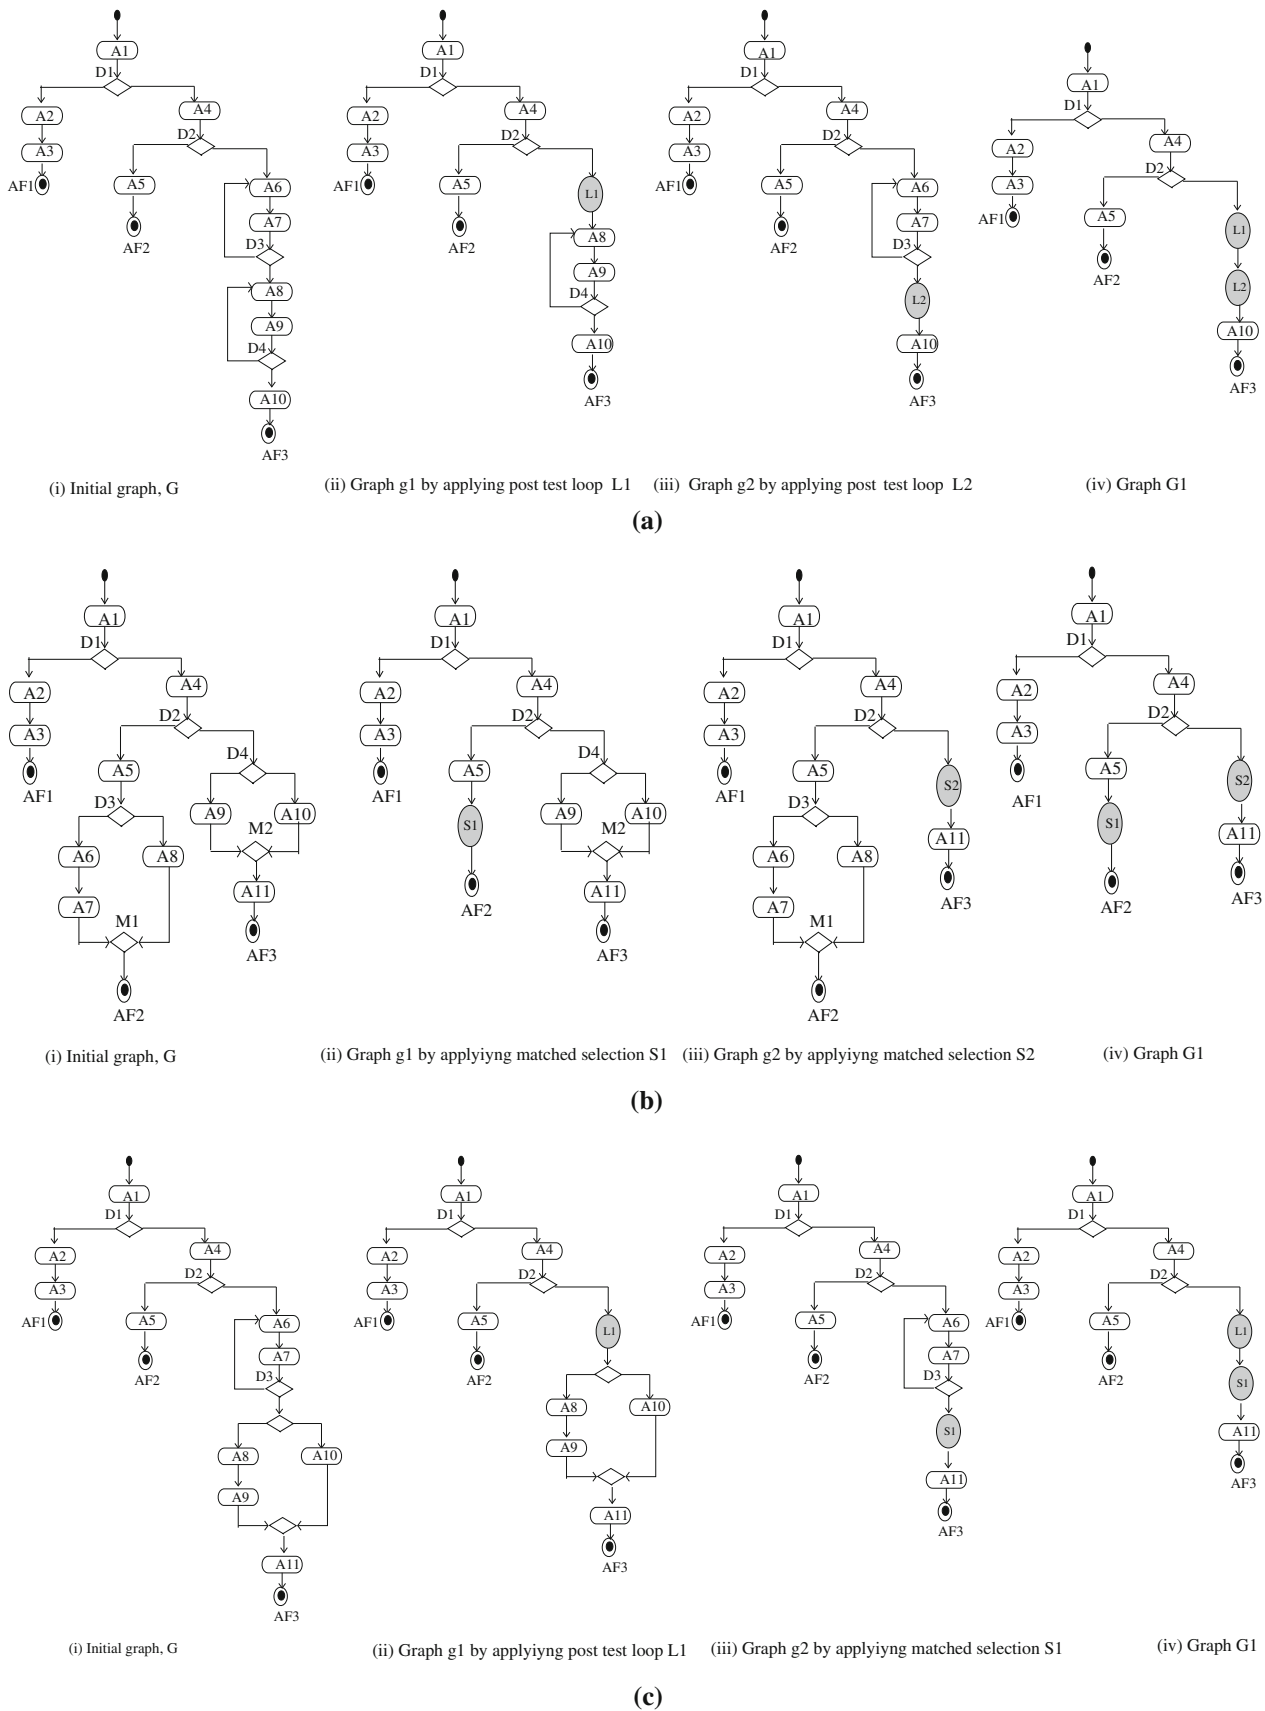 A1
D1
A2
A4
A3
D2
AF1
A5
A6
A7
AF2
D3
A8
A9
D4
A10
AF3
(i) Initial graph, G
A1
D1
A2
A4
A3
D2
AF1
A5
L1
AF2
A8
A9
D4
A10
AF3
(ii) Graph g1 by applying post test loop L1
A1
D1
A2
A4
A3
D2
AF1
A5
A6
A7
AF2
D3
L2
A10
AF3
(iii) Graph g2 by applying post test loop L2
A1
D1
A2
A4
A3
D2
AF1
A5
L1
AF2
L2
A10
AF3
(iv) Graph G1
(a)
A1
D1
A2
A4
A3
D2
AF1
A5
D4
D3
A9
A10
M2
A6
A8
A11
A7
M1
AF3
AF2
(i) Initial graph, G
A1
D1
A2
A4
A3
D2
AF1
A5
D4
S1
A9
A10
M2
A11
AF2
AF3
(ii) Graph g1 by applyiyng matched selection S1
A1
D1
A2
A4
A3
D2
AF1
A5
S2
D3
A11
A6
A8
AF3
A7
M1
AF2
(iii) Graph g2 by applyiyng matched selection S2
A1
D1
A2
A4
A3
D2
AF1
A5
S2
S1
A11
AF2
AF3
(iv) Graph G1
(b)
A1
D1
A2
A4
A3
D2
AF1
A5
A6
A7
AF2
D3
A8
A10
A9
A11
AF3
(i) Initial graph, G
A1
D1
A2
A4
A3
D2
AF1
A5
L1
AF2
A8
A10
A9
A11
AF3
(ii) Graph g1 by applyiyng post test loop L1
A1
D1
A2
A4
A3
D2
AF1
A5
A6
A7
AF2
D3
S1
A11
AF3
(iii) Graph g2 by applyiyng matched selection S1
A1
D1
A2
A4
A3
D2
AF1
A5
L1
AF2
S1
A11
AF3
(iv) Graph G1
(c)